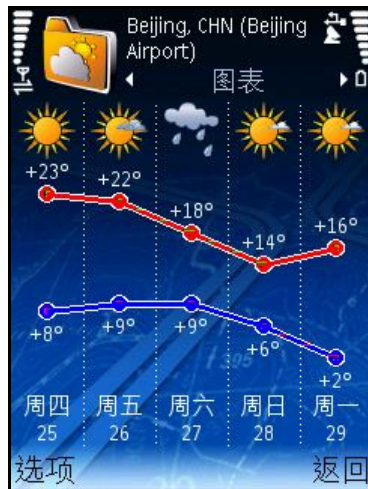 Beijing, CHN (Beijing
Airport)
图表
+23° +22° +18° +14° +16°
+8° +9° +9° +6° +2°
周四 周五 周六 周日 周一
25 26 27 28 29
选项 返回